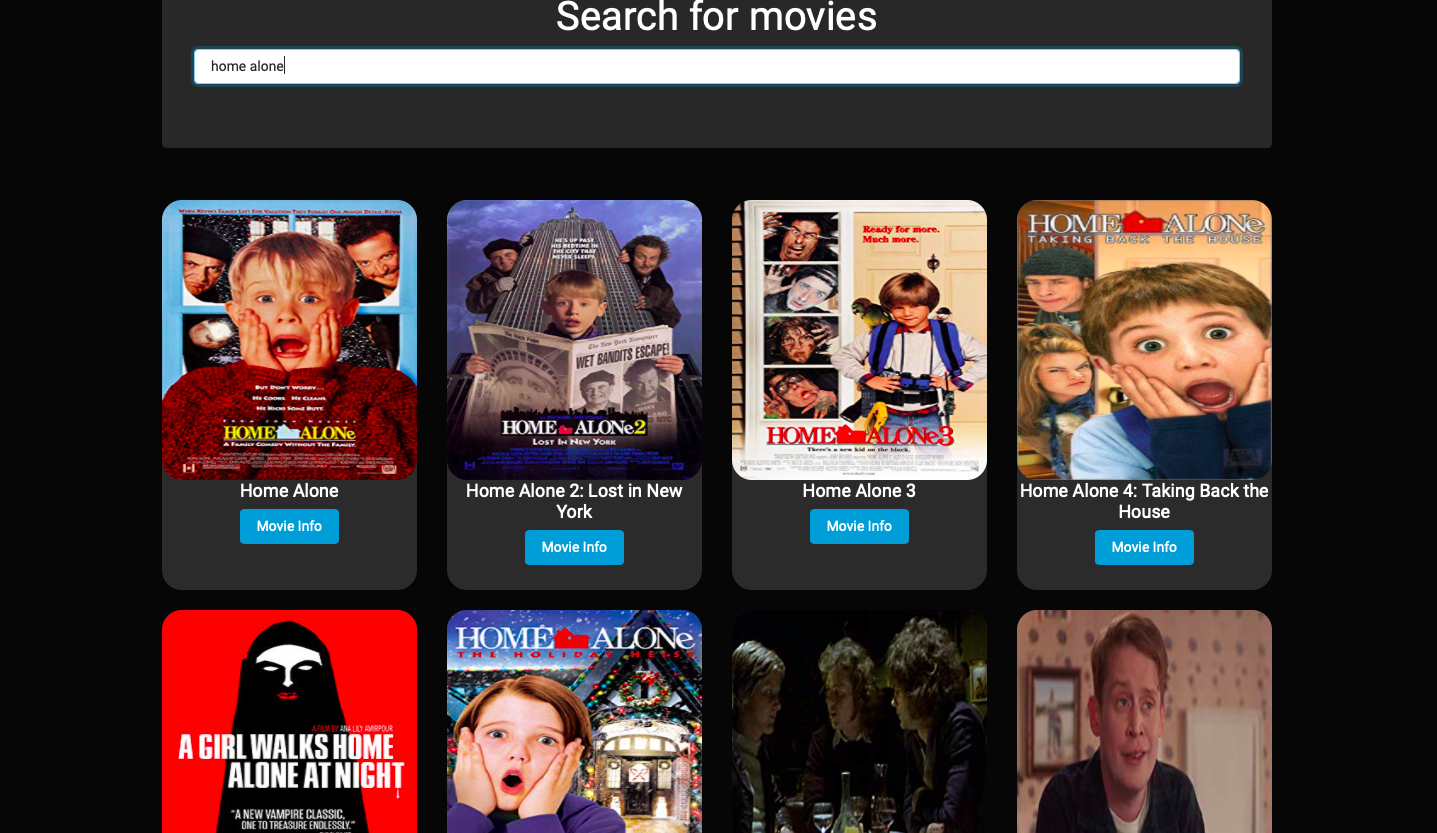 Search for movies
home alone
WHEN KEVIN'S FAMILY LEFT FOR VACATION THEY FORGOT ONE MINOR DETAIL: KEVIN.
BUT DON'T WORRY...
HE COOKS. HE CLEANS.
HE KICKS SOME BUTT.
HOME ALONe
A FAMILY COMEDY WITHOUT THE FAMILY.
Home Alone
Movie Info
HE'S UP PAST
HIS BEDTIME IN
THE CITY THAT
NEVER SLEEPS.
The New York Newspaper
WET BANDITS ESCAPE!
HOME ALONe2
LOST IN NEW YORK
Home Alone 2: Lost in New
York
Movie Info
Ready for more.
Much more.
HOME ALONe3
There's a new kid on the block.
Home Alone 3
Movie Info
HOME ALONe
TAKING BACK THE HOUSE
Home Alone 4: Taking Back the
House
Movie Info
A FILM BY ANA LILY AMIRPOUR
A GIRL WALKS HOME
ALONE AT NIGHT
"A NEW VAMPIRE CLASSIC,
ONE TO TREASURE ENDLESSLY."
HOME ALONe
THE HOLIDAY HEIST